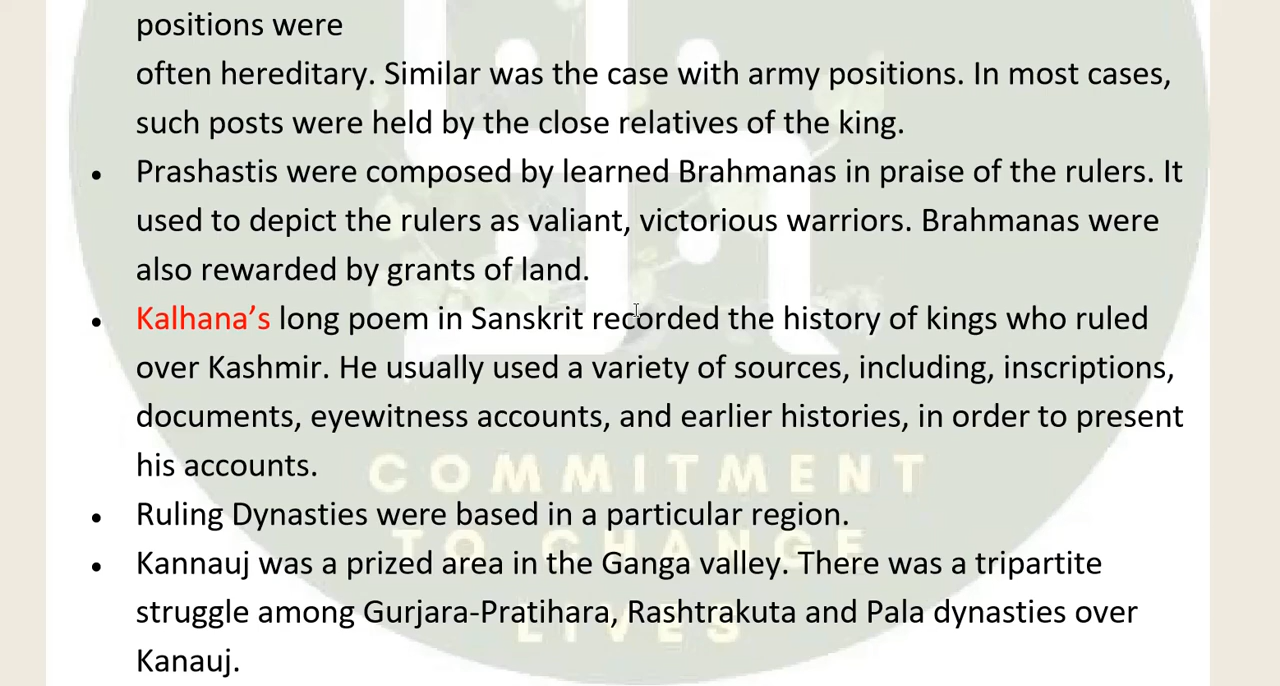 positions were
often hereditary. Similar was the case with army positions. In most cases,
such posts were held by the close relatives of the king.
• Prashastis were composed by learned Brahmanas in praise of the rulers. It
used to depict the rulers as valiant, victorious warriors. Brahmanas were
also rewarded by grants of land.
• Kalhana’s long poem in Sanskrit recorded the history of kings who ruled
over Kashmir. He usually used a variety of sources, including, inscriptions,
documents, eyewitness accounts, and earlier histories, in order to present
his accounts.
COMMITMENT
• Ruling Dynasties were based in a particular region.
TO CHANGE
• Kannauj was a prized area in the Ganga valley. There was a tripartite
struggle among Gurjara-Pratihara, Rashtrakuta and Pala dynasties over
LIVES
Kanauj.